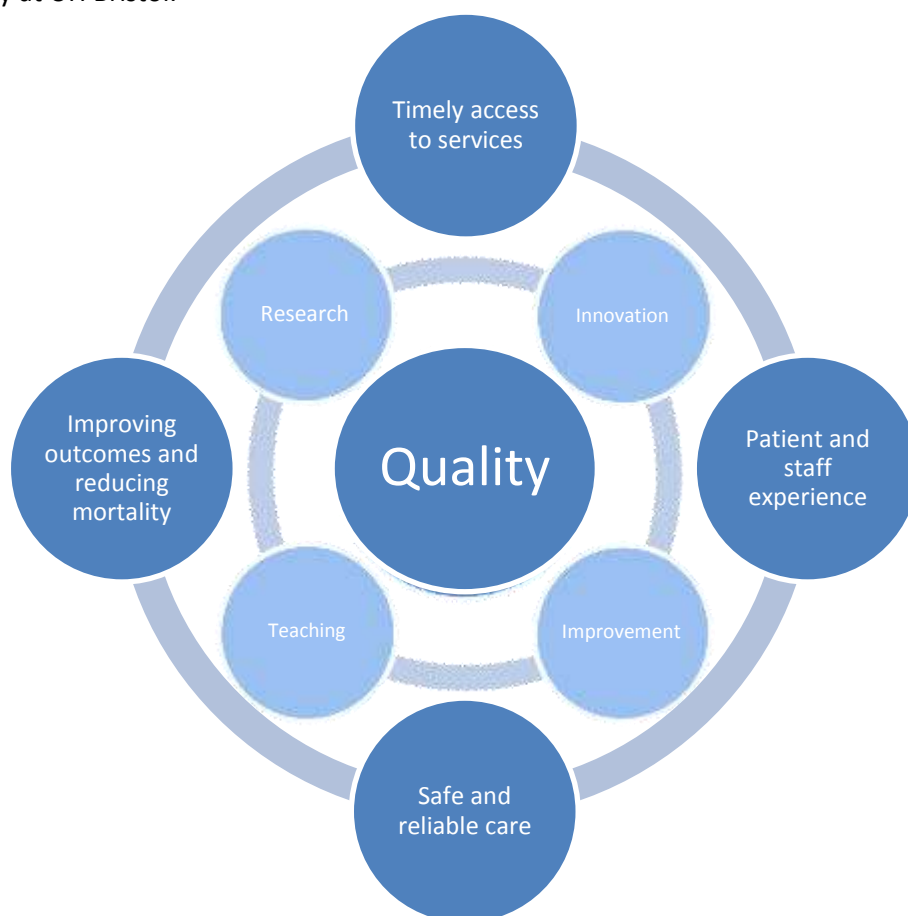 Timely access
to services
Research
Innovation
Improving
outcomes and
reducing
mortality
Quality
Patient and
staff
experience
Teaching
Improvement
Safe and
reliable care